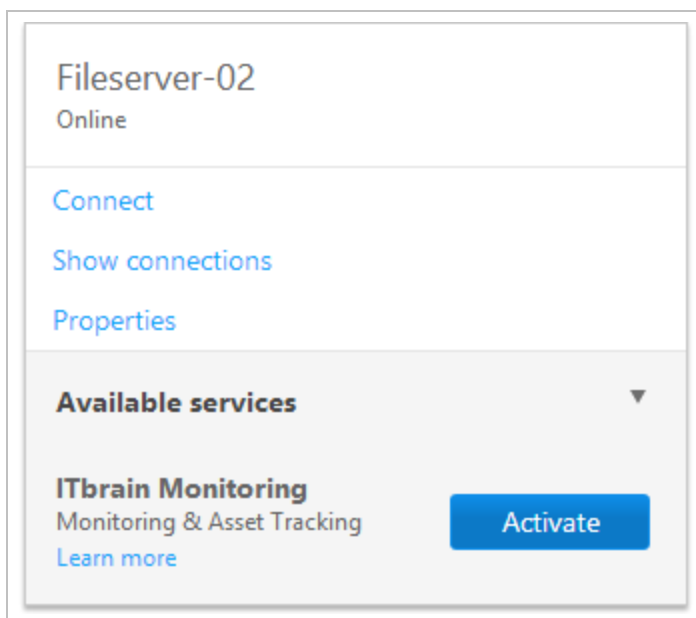 Fileserver-02
Online
Connect
Show connections
Properties
Available services
ITbrain Monitoring
Monitoring & Asset Tracking
Activate
Learn more